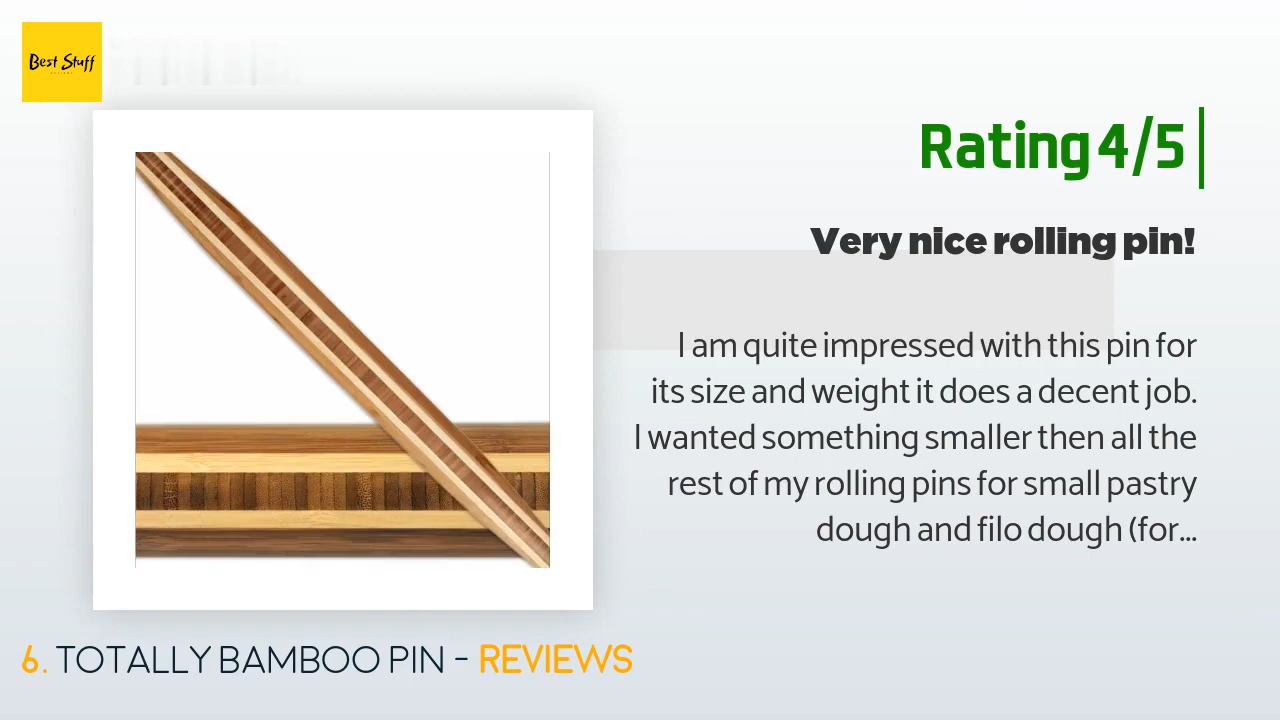 Best Stuff
Rating 4/5
Very nice rolling pin!
I am quite impressed with this pin for
its size and weight it does a decent job.
I wanted something smaller then all the
rest of my rolling pins for small pastry
dough and filo dough (for...
6. TOTALLY BAMBOO PIN - REVIEWS